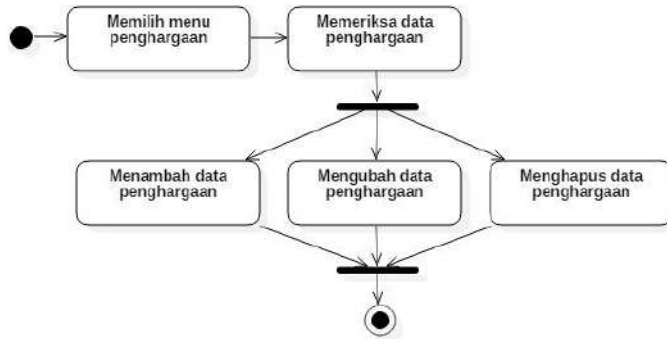 Memilih menu
penghargaan
Memeriksa data
penghargaan
Menambah data
penghargaan
Mengubah data
penghargaan
Menghapus data
penghargaan